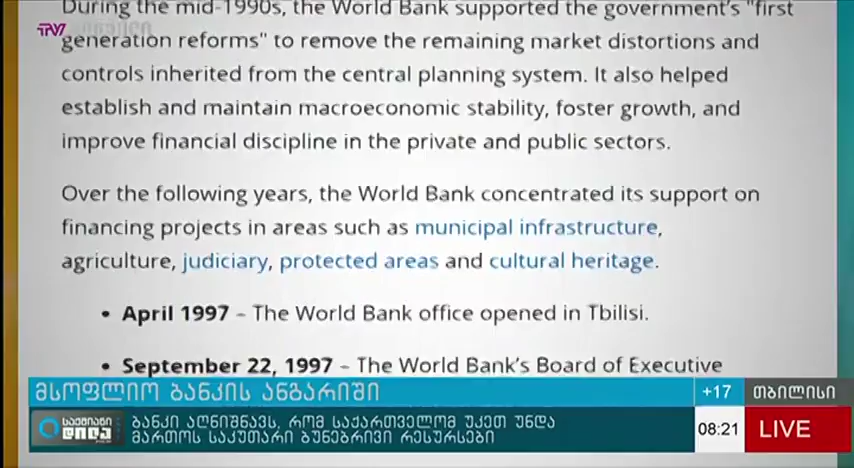 During the mid-1990s, the World Bank supported the government's "first
generation reforms" to remove the remaining market distortions and
controls inherited from the central planning system. It also helped
establish and maintain macroeconomic stability, foster growth, and
improve financial discipline in the private and public sectors.
Over the following years, the World Bank concentrated its support on
financing projects in areas such as municipal infrastructure,
agriculture, judiciary, protected areas and cultural heritage.
• April 1997 – The World Bank office opened in Tbilisi.
• September 22, 1997 – The World Bank's Board of Executive
მსოფლიო ბანკის ანგარიში
+17 თბილისი
საქმიანი
დილა
ბანკი აღნიშნავს, რომ საქართველომ უკეთ უნდა
მართოს საკუთარი ბუნებრივი რესურსები
08:21 LIVE